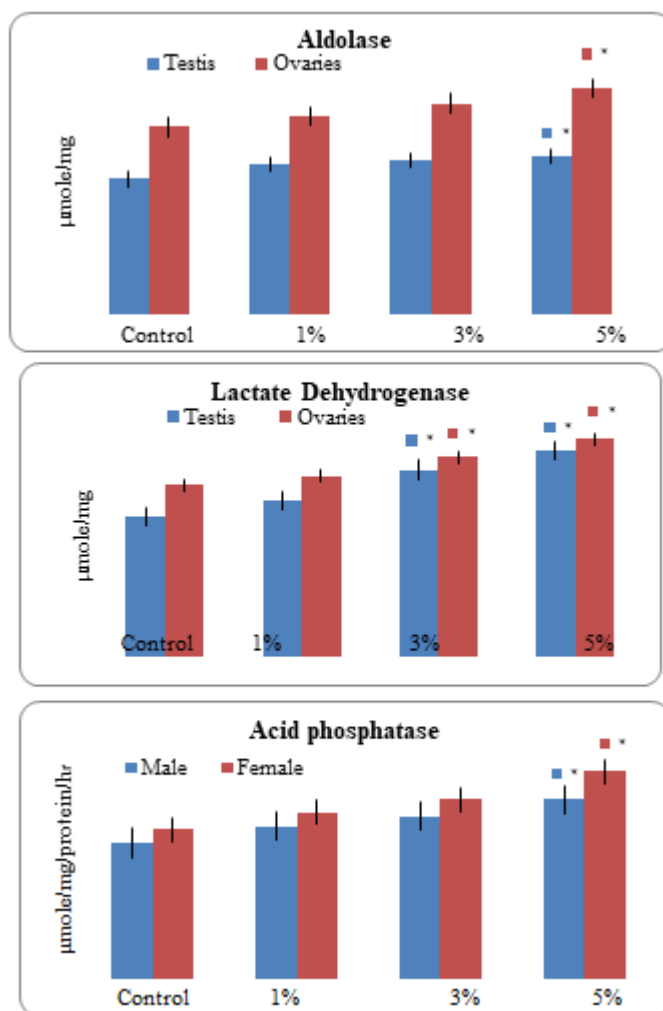 Aldolase
Testis Ovaries
*
*
μmole/mg
Control 1% 3% 5%
Lactate Dehydrogenase
Testis Ovaries
* * * *
μmole/mg
Control 1% 3% 5%
Acid phosphatase
Male Female
*
*
μmole/mg/protein/hr
Control 1% 3% 5%